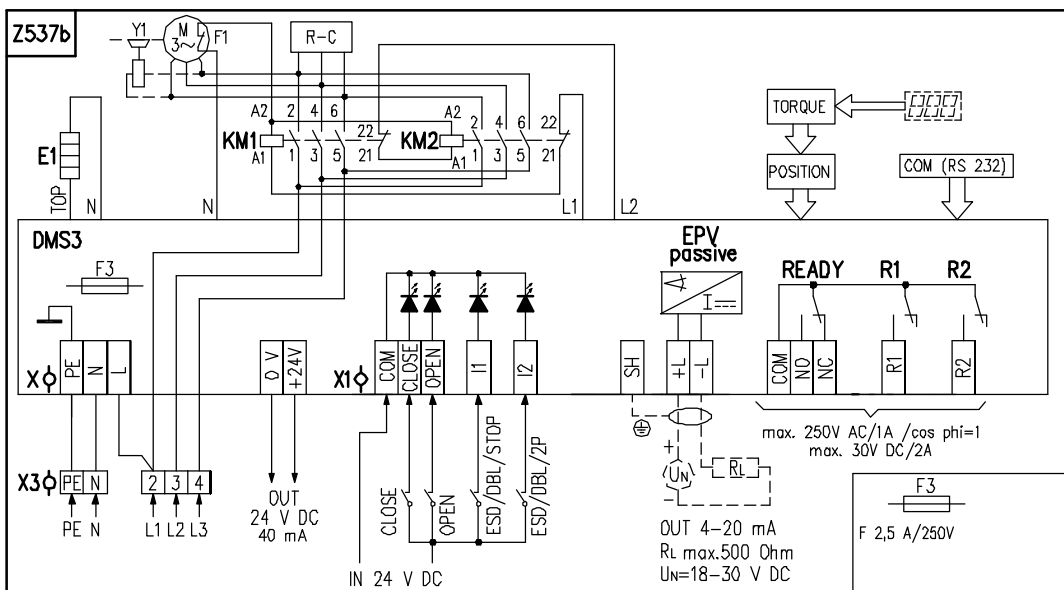 Z537b
Y1
M
3~
F1
R-C
TORQUE
POSITION
COM (RS 232)
E1
TOP
N
N
A2
2 4 6
22
KM1
A1
1 3 5
21
A2
2 4 6
22
KM2
A1
1 3 5
21
L1
L2
DMS3
F3
EPV
passive
I
READY
R1
R2
X
PE
N
L
0 V
+24V
X1
COM
CLOSE
OPEN
I1
I2
SH
+L
-L
COM
NO
NC
R1
R2
max. 250V AC/1A /cos phi=1
max. 30V DC/2A
X3
PE
N
2
3
4
PE N
L1 L2 L3
OUT
24 V DC
40 mA
CLOSE
OPEN
ESD/DBL/STOP
ESD/DBL/2P
IN 24 V DC
+
UN
−
RL
OUT 4-20 mA
RL max.500 Ohm
UN=18-30 V DC
F3
F 2,5 A/250V